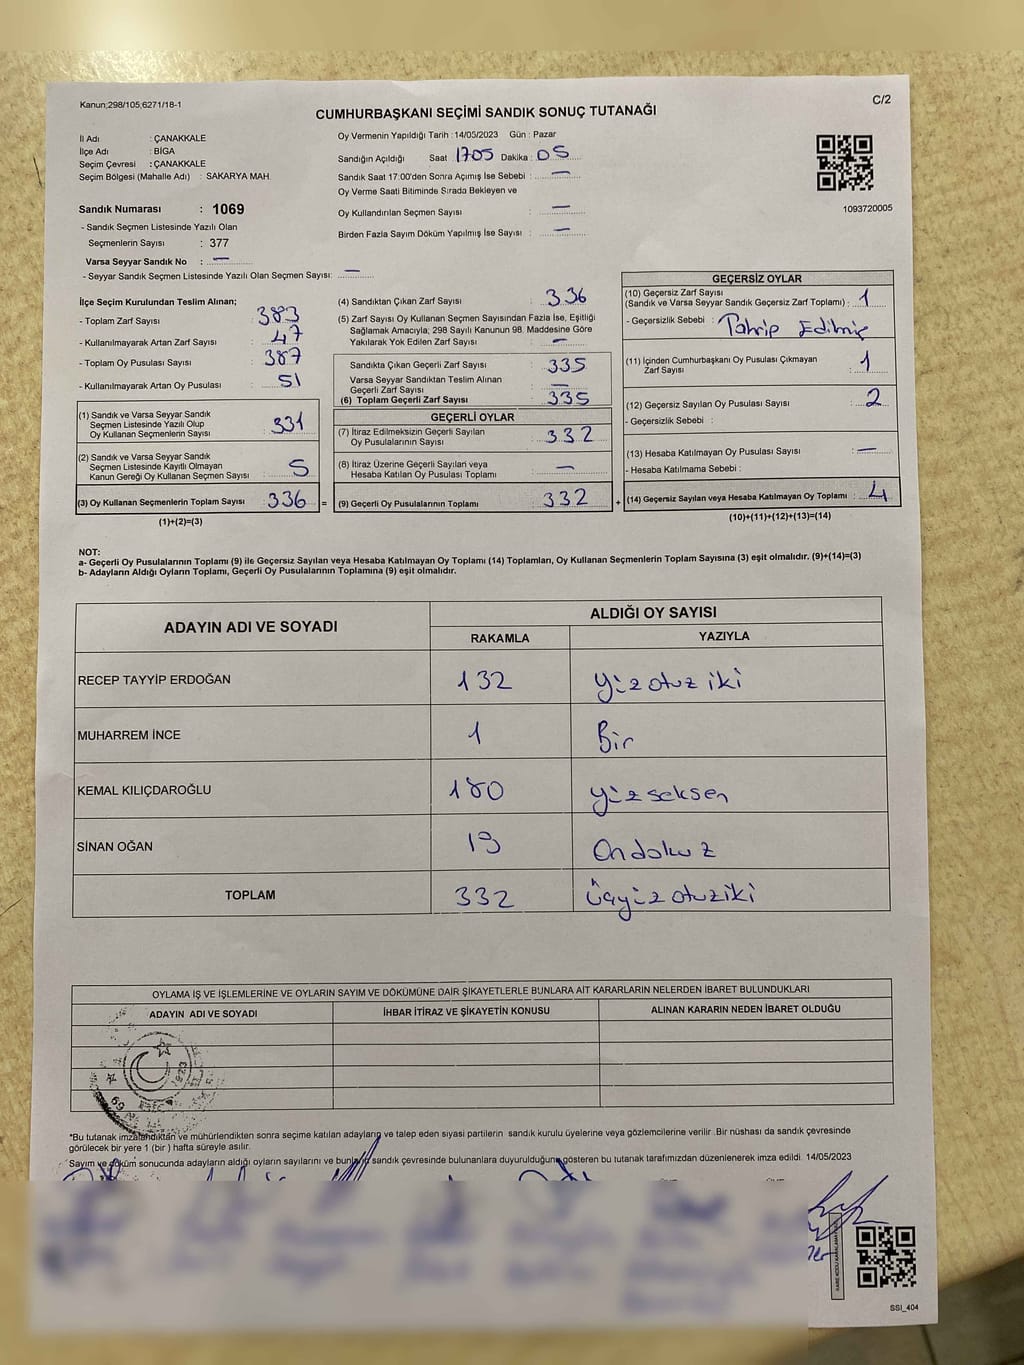 Kanun;298/105;6271/18-1
C/2
CUMHURBAŞKANI SEÇİMİ SANDIK SONUÇ TUTANAĞI
İl Adı : ÇANAKKALE
İlçe Adı : BİGA
Seçim Çevresi : ÇANAKKALE
Seçim Bölgesi (Mahalle Adı) : SAKARYA MAH.
Oy Vermenin Yapıldığı Tarih : 14/05/2023 Gün : Pazar
Sandığın Açıldığı Saat 1705 Dakika : 05
Sandık Saat 17:00'den Sonra Açımış İse Sebebi : —
Oy Verme Saati Bitiminde Sırada Bekleyen ve
Oy Kullandırılan Seçmen Sayısı : —
Birden Fazla Sayım Döküm Yapılmış İse Sayısı : —
1093720005
Sandık Numarası : 1069
- Sandık Seçmen Listesinde Yazılı Olan
Seçmenlerin Sayısı : 377
Varsa Seyyar Sandık No : —
- Seyyar Sandık Seçmen Listesinde Yazılı Olan Seçmen Sayısı: —
İlçe Seçim Kurulundan Teslim Alınan;
- Toplam Zarf Sayısı : 383
- Kullanılmayarak Artan Zarf Sayısı : 47
- Toplam Oy Pusulası Sayısı : 387
- Kullanılmayarak Artan Oy Pusulası : 51
(1) Sandık ve Varsa Seyyar Sandık
Seçmen Listesinde Yazılı Olup
Oy Kullanan Seçmenlerin Sayısı : 331
(2) Sandık ve Varsa Seyyar Sandık
Seçmen Listesinde Kayıtlı Olmayan
Kanun Gereği Oy Kullanan Seçmen Sayısı : 5
(3) Oy Kullanan Seçmenlerin Toplam Sayısı : 336 =
(1)+(2)=(3)
(4) Sandıktan Çıkan Zarf Sayısı : 336
(5) Zarf Sayısı Oy Kullanan Seçmen Sayısından Fazla İse, Eşitliği
Sağlamak Amacıyla; 298 Sayılı Kanunun 98. Maddesine Göre
Yakılarak Yok Edilen Zarf Sayısı : —
Sandıkta Çıkan Geçerli Zarf Sayısı : 335
Varsa Seyyar Sandıktan Teslim Alınan
Geçerli Zarf Sayısı : —
(6) Toplam Geçerli Zarf Sayısı : 335
GEÇERLİ OYLAR
(7) İtiraz Edilmeksizin Geçerli Sayılan
Oy Pusulalarının Sayısı : 332
(8) İtiraz Üzerine Geçerli Sayılan veya
Hesaba Katılan Oy Pusulası Toplamı : —
(9) Geçerli Oy Pusulalarının Toplamı : 332 +
GEÇERSİZ OYLAR
(10) Geçersiz Zarf Sayısı
(Sandık ve Varsa Seyyar Sandık Geçersiz Zarf Toplamı) : 1
- Geçersizlik Sebebi : Tahrip Edilmiş
(11) İçinden Cumhurbaşkanı Oy Pusulası Çıkmayan
Zarf Sayısı : 1
(12) Geçersiz Sayılan Oy Pusulası Sayısı : 2
- Geçersizlik Sebebi :
(13) Hesaba Katılmayan Oy Pusulası Sayısı : —
- Hesaba Katılmama Sebebi :
(14) Geçersiz Sayılan veya Hesaba Katılmayan Oy Toplamı : 4
(10)+(11)+(12)+(13)=(14)
NOT:
a- Geçerli Oy Pusulalarının Toplamı (9) ile Geçersiz Sayılan veya Hesaba Katılmayan Oy Toplamı (14) Toplamları, Oy Kullanan Seçmenlerin Toplam Sayısına (3) eşit olmalıdır. (9)+(14)=(3)
b- Adayların Aldığı Oyların Toplamı, Geçerli Oy Pusulalarının Toplamına (9) eşit olmalıdır.
ADAYIN ADI VE SOYADI
ALDIĞI OY SAYISI
RAKAMLA YAZIYLA
RECEP TAYYİP ERDOĞAN 132 Yüzotuz iki
MUHARREM İNCE 1 Bir
KEMAL KILIÇDAROĞLU 180 Yüzseksen
SİNAN OĞAN 19 Ondokuz
TOPLAM 332 Üçyüzotuziki
OYLAMA İŞ VE İŞLEMLERİNE VE OYLARIN SAYIM VE DÖKÜMÜNE DAİR ŞİKAYETLERLE BUNLARA AİT KARARLARIN NELERDEN İBARET BULUNDUKLARI
ADAYIN ADI VE SOYADI
İHBAR İTİRAZ VE ŞİKAYETİN KONUSU
ALINAN KARARIN NEDEN İBARET OLDUĞU
*Bu tutanak imzalandıktan ve mühürlendikten sonra seçime katılan adayların ve talep eden siyasi partilerin sandık kurulu üyelerine veya gözlemcilerine verilir. Bir nüshası da sandık çevresinde
görülecek bir yere 1 (bir) hafta süreyle asılır.
Sayım ve döküm sonucunda adayların aldığı oyların sayılarını ve bunların sandık çevresinde bulunanlara duyurulduğunu gösteren bu tutanak tarafımızdan düzenlenerek imza edildi. 14/05/2023
SSI_404